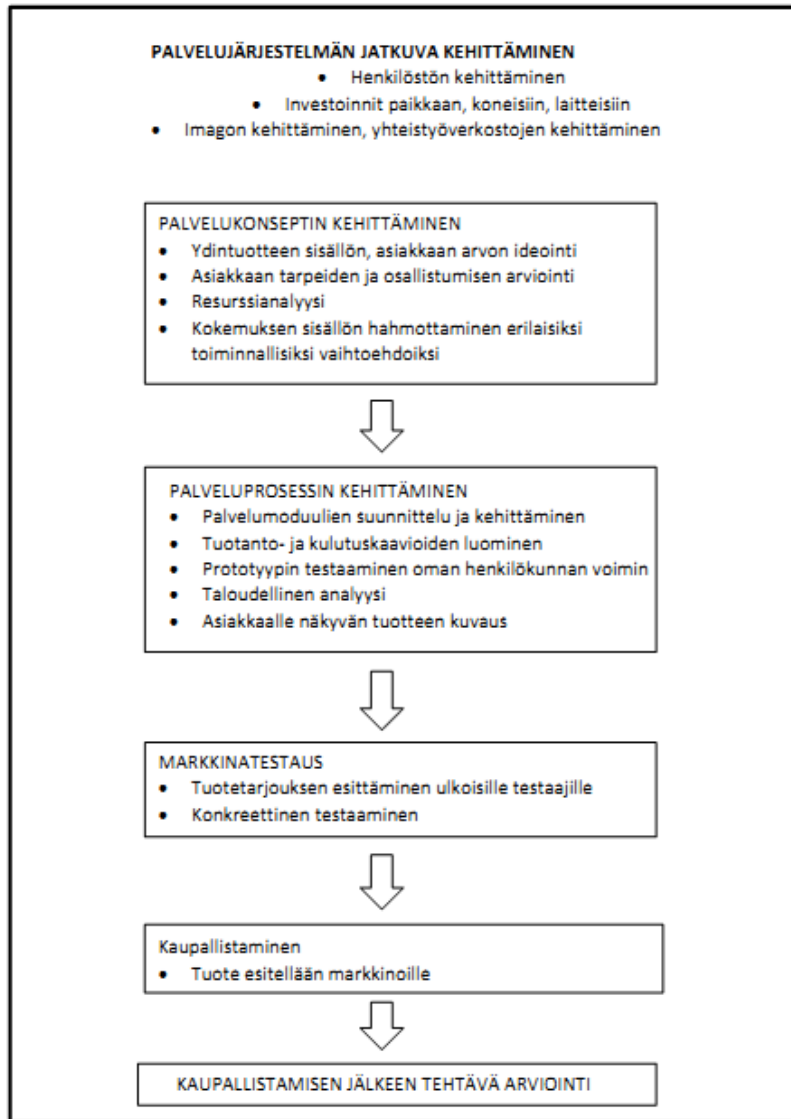 PALVELUJÄRJESTELMÄN JATKUVA KEHITTÄMINEN
• Henkilöstön kehittäminen
• Investoinnit paikkaan, koneisiin, laitteisiin
• Imagon kehittäminen, yhteistyöverkostojen kehittäminen
PALVELUKONSEPTIN KEHITTÄMINEN
• Ydintuotteen sisällön, asiakkaan arvon ideointi
• Asiakkaan tarpeiden ja osallistumisen arviointi
• Resurssianalyysi
• Kokemuksen sisällön hahmottaminen erilaisiksi
toiminnallisiksi vaihtoehdoiksi
PALVELUPROSESSIN KEHITTÄMINEN
• Palvelumoduulien suunnittelu ja kehittäminen
• Tuotanto- ja kulutuskaavioiden luominen
• Prototyypin testaaminen oman henkilökunnan voimin
• Taloudellinen analyysi
• Asiakkaalle näkyvän tuotteen kuvaus
MARKKINATESTAUS
• Tuotetarjouksen esittäminen ulkoisille testaajille
• Konkreettinen testaaminen
Kaupallistaminen
• Tuote esitellään markkinoille
KAUPALLISTAMISEN JÄLKEEN TEHTÄVÄ ARVIOINTI